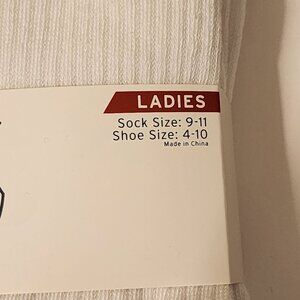 LADIES
Sock Size: 9-11
Shoe Size: 4-10
Made in China